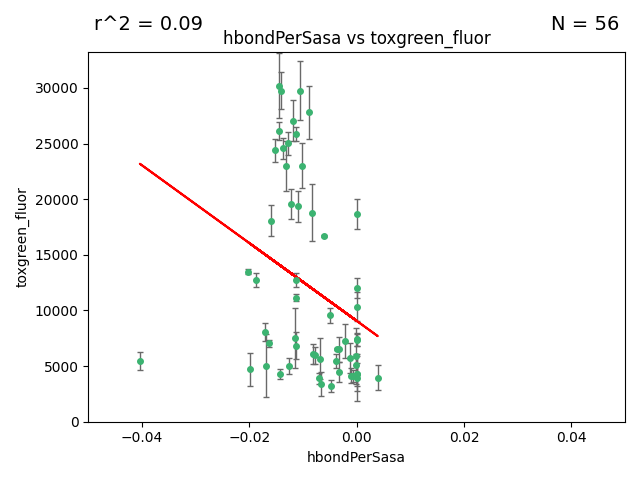 r^2 = 0.09
N = 56
hbondPerSasa vs toxgreen_fluor
30000
25000
20000
15000
10000
5000
0
toxgreen_fluor
−0.04
−0.02
0.00
0.02
0.04
hbondPerSasa